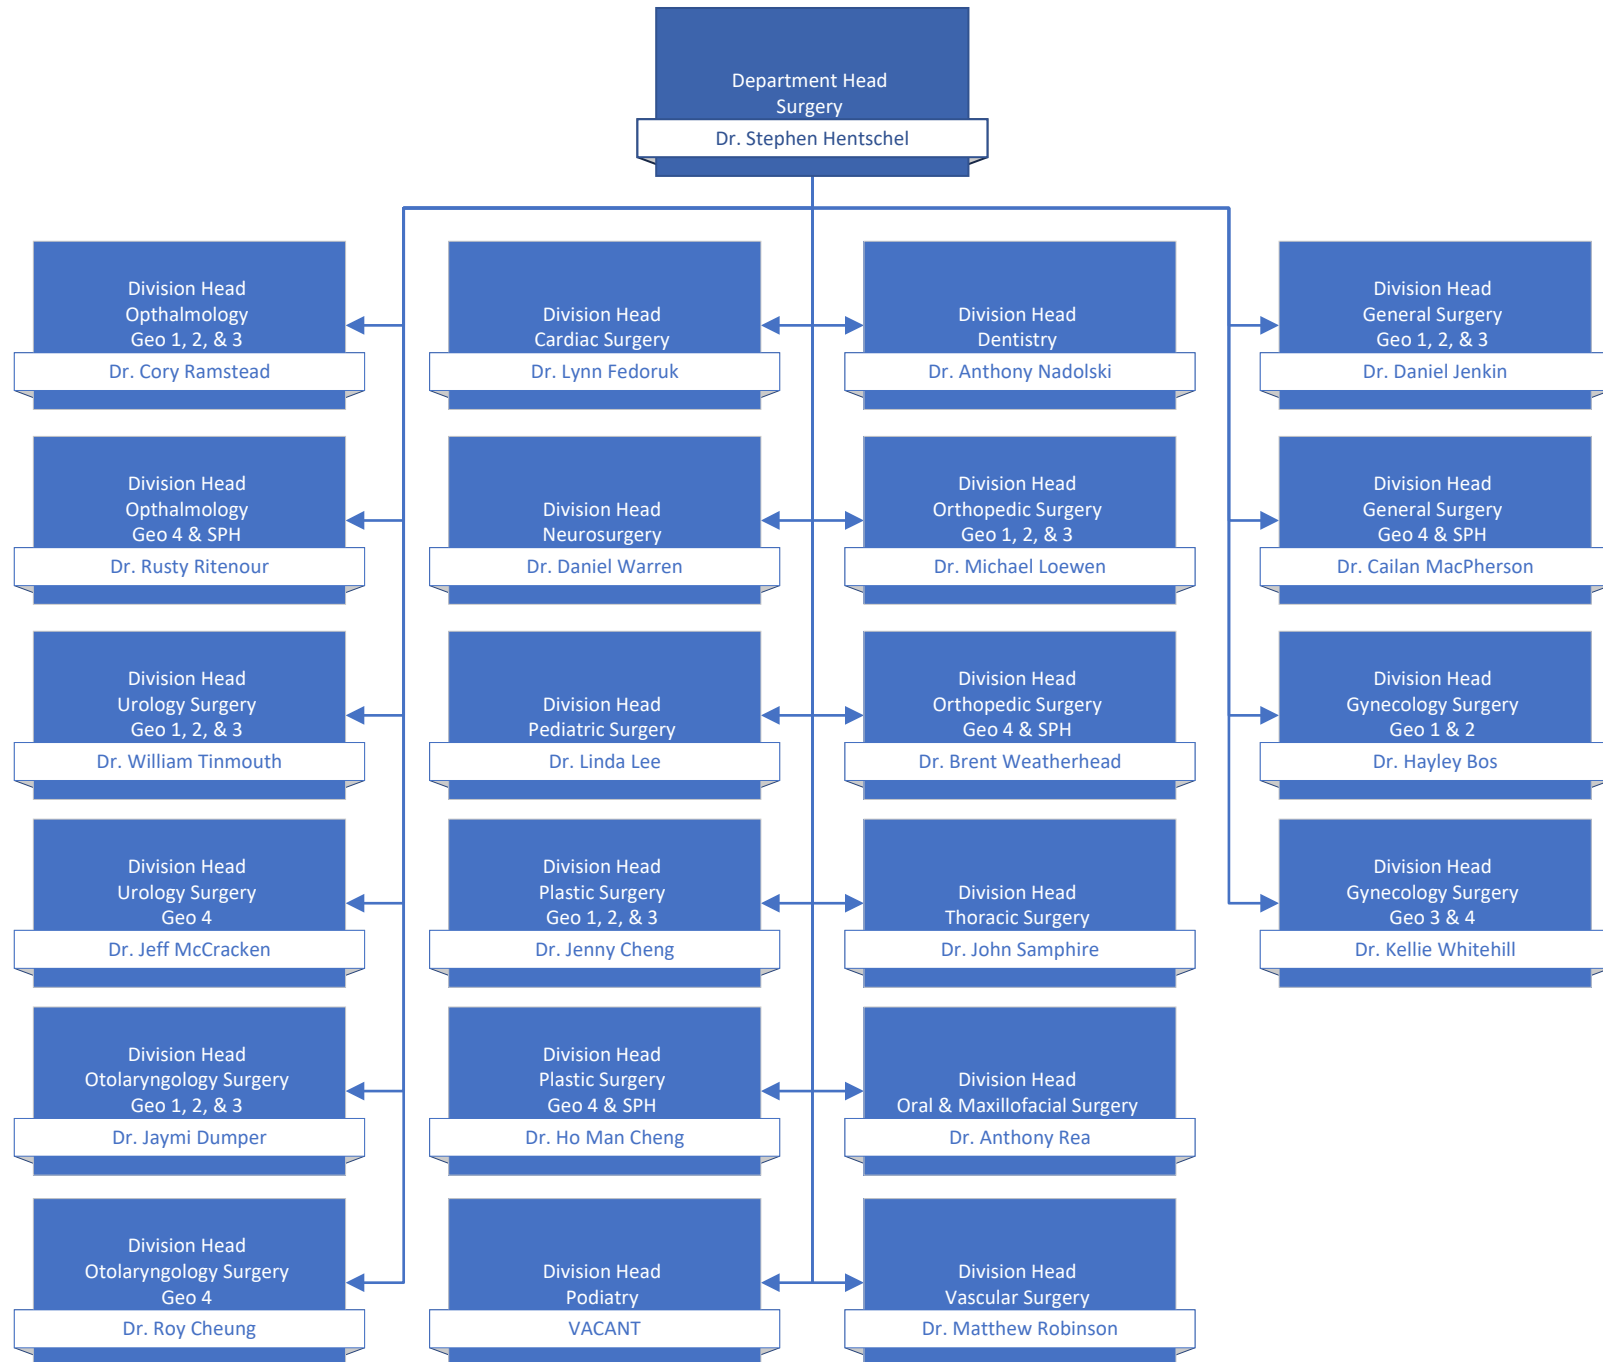 Department Head
Surgery
Dr. Stephen Hentschel
Division Head
Opthalmology
Geo 1, 2, & 3
Dr. Cory Ramstead
Division Head
Cardiac Surgery
Dr. Lynn Fedoruk
Division Head
Dentistry
Dr. Anthony Nadolski
Division Head
General Surgery
Geo 1, 2, & 3
Dr. Daniel Jenkin
Division Head
Opthalmology
Geo 4 & SPH
Dr. Rusty Ritenour
Division Head
Neurosurgery
Dr. Daniel Warren
Division Head
Orthopedic Surgery
Geo 1, 2, & 3
Dr. Michael Loewen
Division Head
General Surgery
Geo 4 & SPH
Dr. Cailan MacPherson
Division Head
Urology Surgery
Geo 1, 2, & 3
Dr. William Tinmouth
Division Head
Pediatric Surgery
Dr. Linda Lee
Division Head
Orthopedic Surgery
Geo 4 & SPH
Dr. Brent Weatherhead
Division Head
Gynecology Surgery
Geo 1 & 2
Dr. Hayley Bos
Division Head
Urology Surgery
Geo 4
Dr. Jeff McCracken
Division Head
Plastic Surgery
Geo 1, 2, & 3
Dr. Jenny Cheng
Division Head
Thoracic Surgery
Dr. John Samphire
Division Head
Gynecology Surgery
Geo 3 & 4
Dr. Kellie Whitehill
Division Head
Otolaryngology Surgery
Geo 1, 2, & 3
Dr. Jaymi Dumper
Division Head
Plastic Surgery
Geo 4 & SPH
Dr. Ho Man Cheng
Division Head
Oral & Maxillofacial Surgery
Dr. Anthony Rea
Division Head
Otolaryngology Surgery
Geo 4
Dr. Roy Cheung
Division Head
Podiatry
VACANT
Division Head
Vascular Surgery
Dr. Matthew Robinson